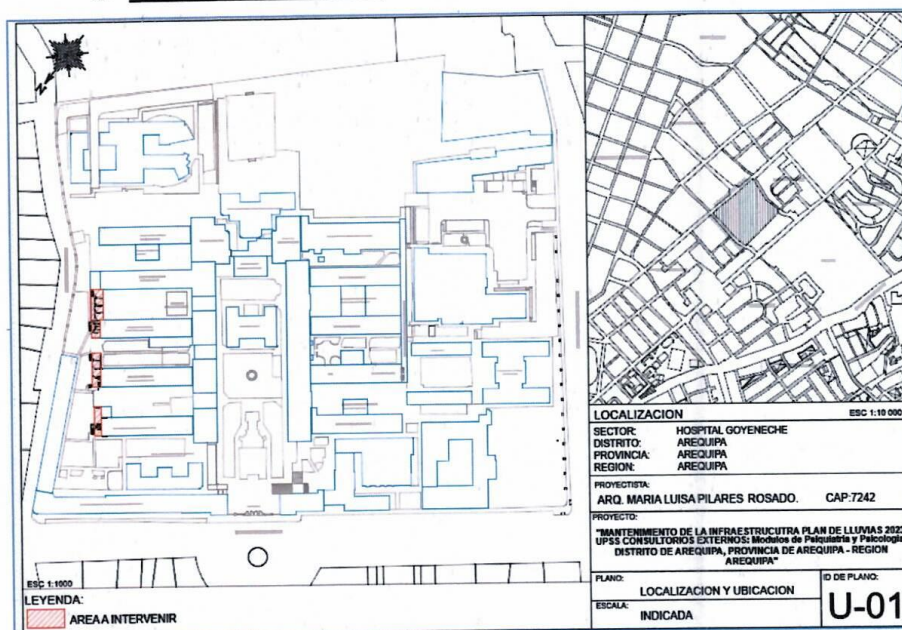 N
ESC 1:1000
LEYENDA:
AREA A INTERVENIR
LOCALIZACION ESC 1:10 000
SECTOR: HOSPITAL GOYENECHE
DISTRITO: AREQUIPA
PROVINCIA: AREQUIPA
REGION: AREQUIPA
PROYECTISTA:
ARQ. MARIA LUISA PILARES ROSADO. CAP:7242
PROYECTO:
"MANTENIMIENTO DE LA INFRAESTRUCUTRA PLAN DE LLUVIAS 2022
UPSS CONSULTORIOS EXTERNOS: Modulos de Psiquiatria y Psicologia
DISTRITO DE AREQUIPA, PROVINCIA DE AREQUIPA - REGION
AREQUIPA"
PLANO:
LOCALIZACION Y UBICACION
ESCALA:
INDICADA
ID DE PLANO:
U-01